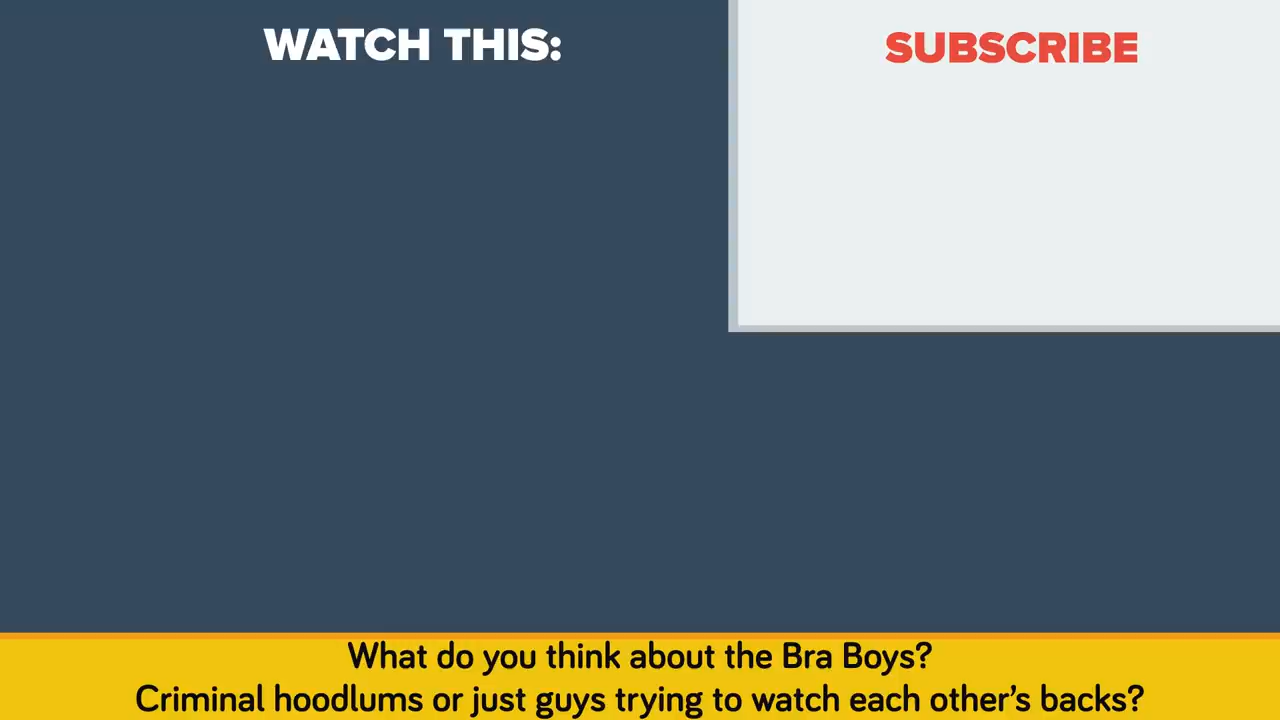 WATCH THIS:
SUBSCRIBE
What do you think about the Bra Boys?
Criminal hoodlums or just guys trying to watch each other’s backs?